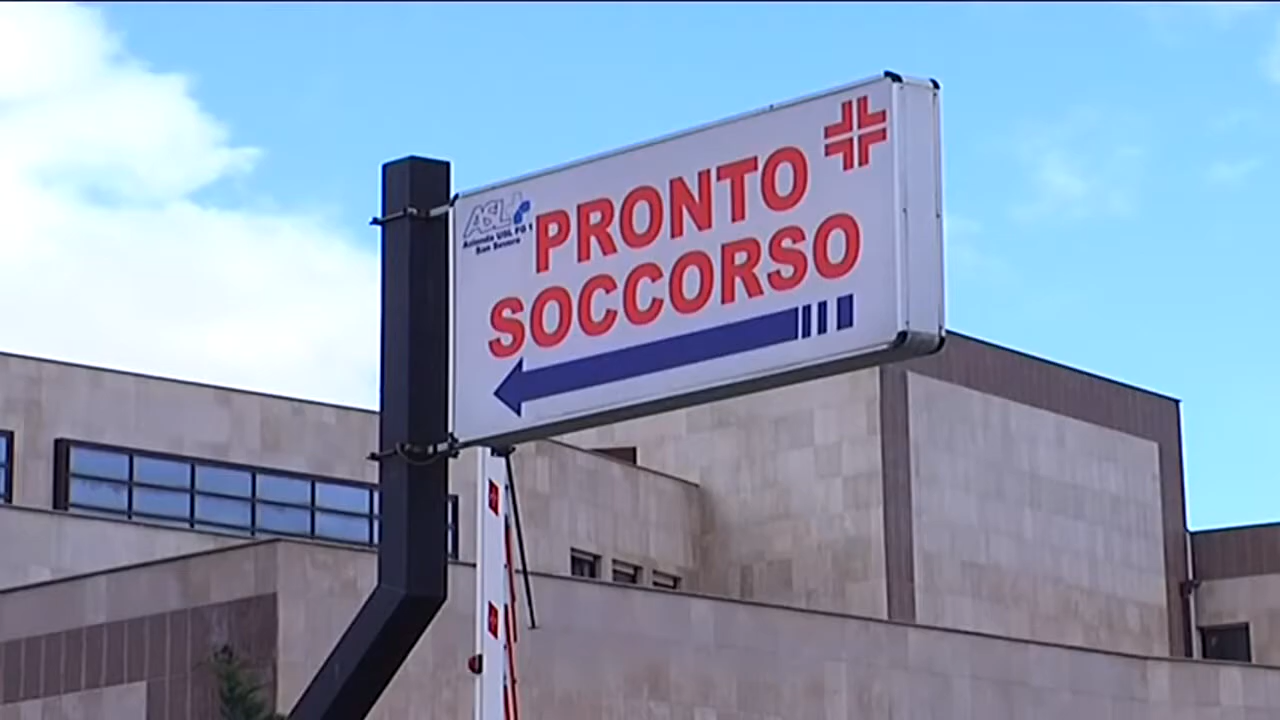 ASL
Azienda USL FG 1
San Severo
PRONTO
SOCCORSO